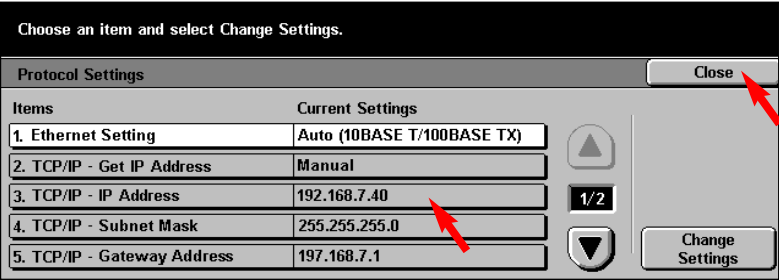 Choose an item and select Change Settings.
Protocol Settings
Close
Items Current Settings
1. Ethernet Setting Auto (10BASE T/100BASE TX)
2. TCP/IP - Get IP Address Manual
3. TCP/IP - IP Address 192.168.7.40
1/2
4. TCP/IP - Subnet Mask 255.255.255.0
5. TCP/IP - Gateway Address 197.168.7.1
Change
Settings